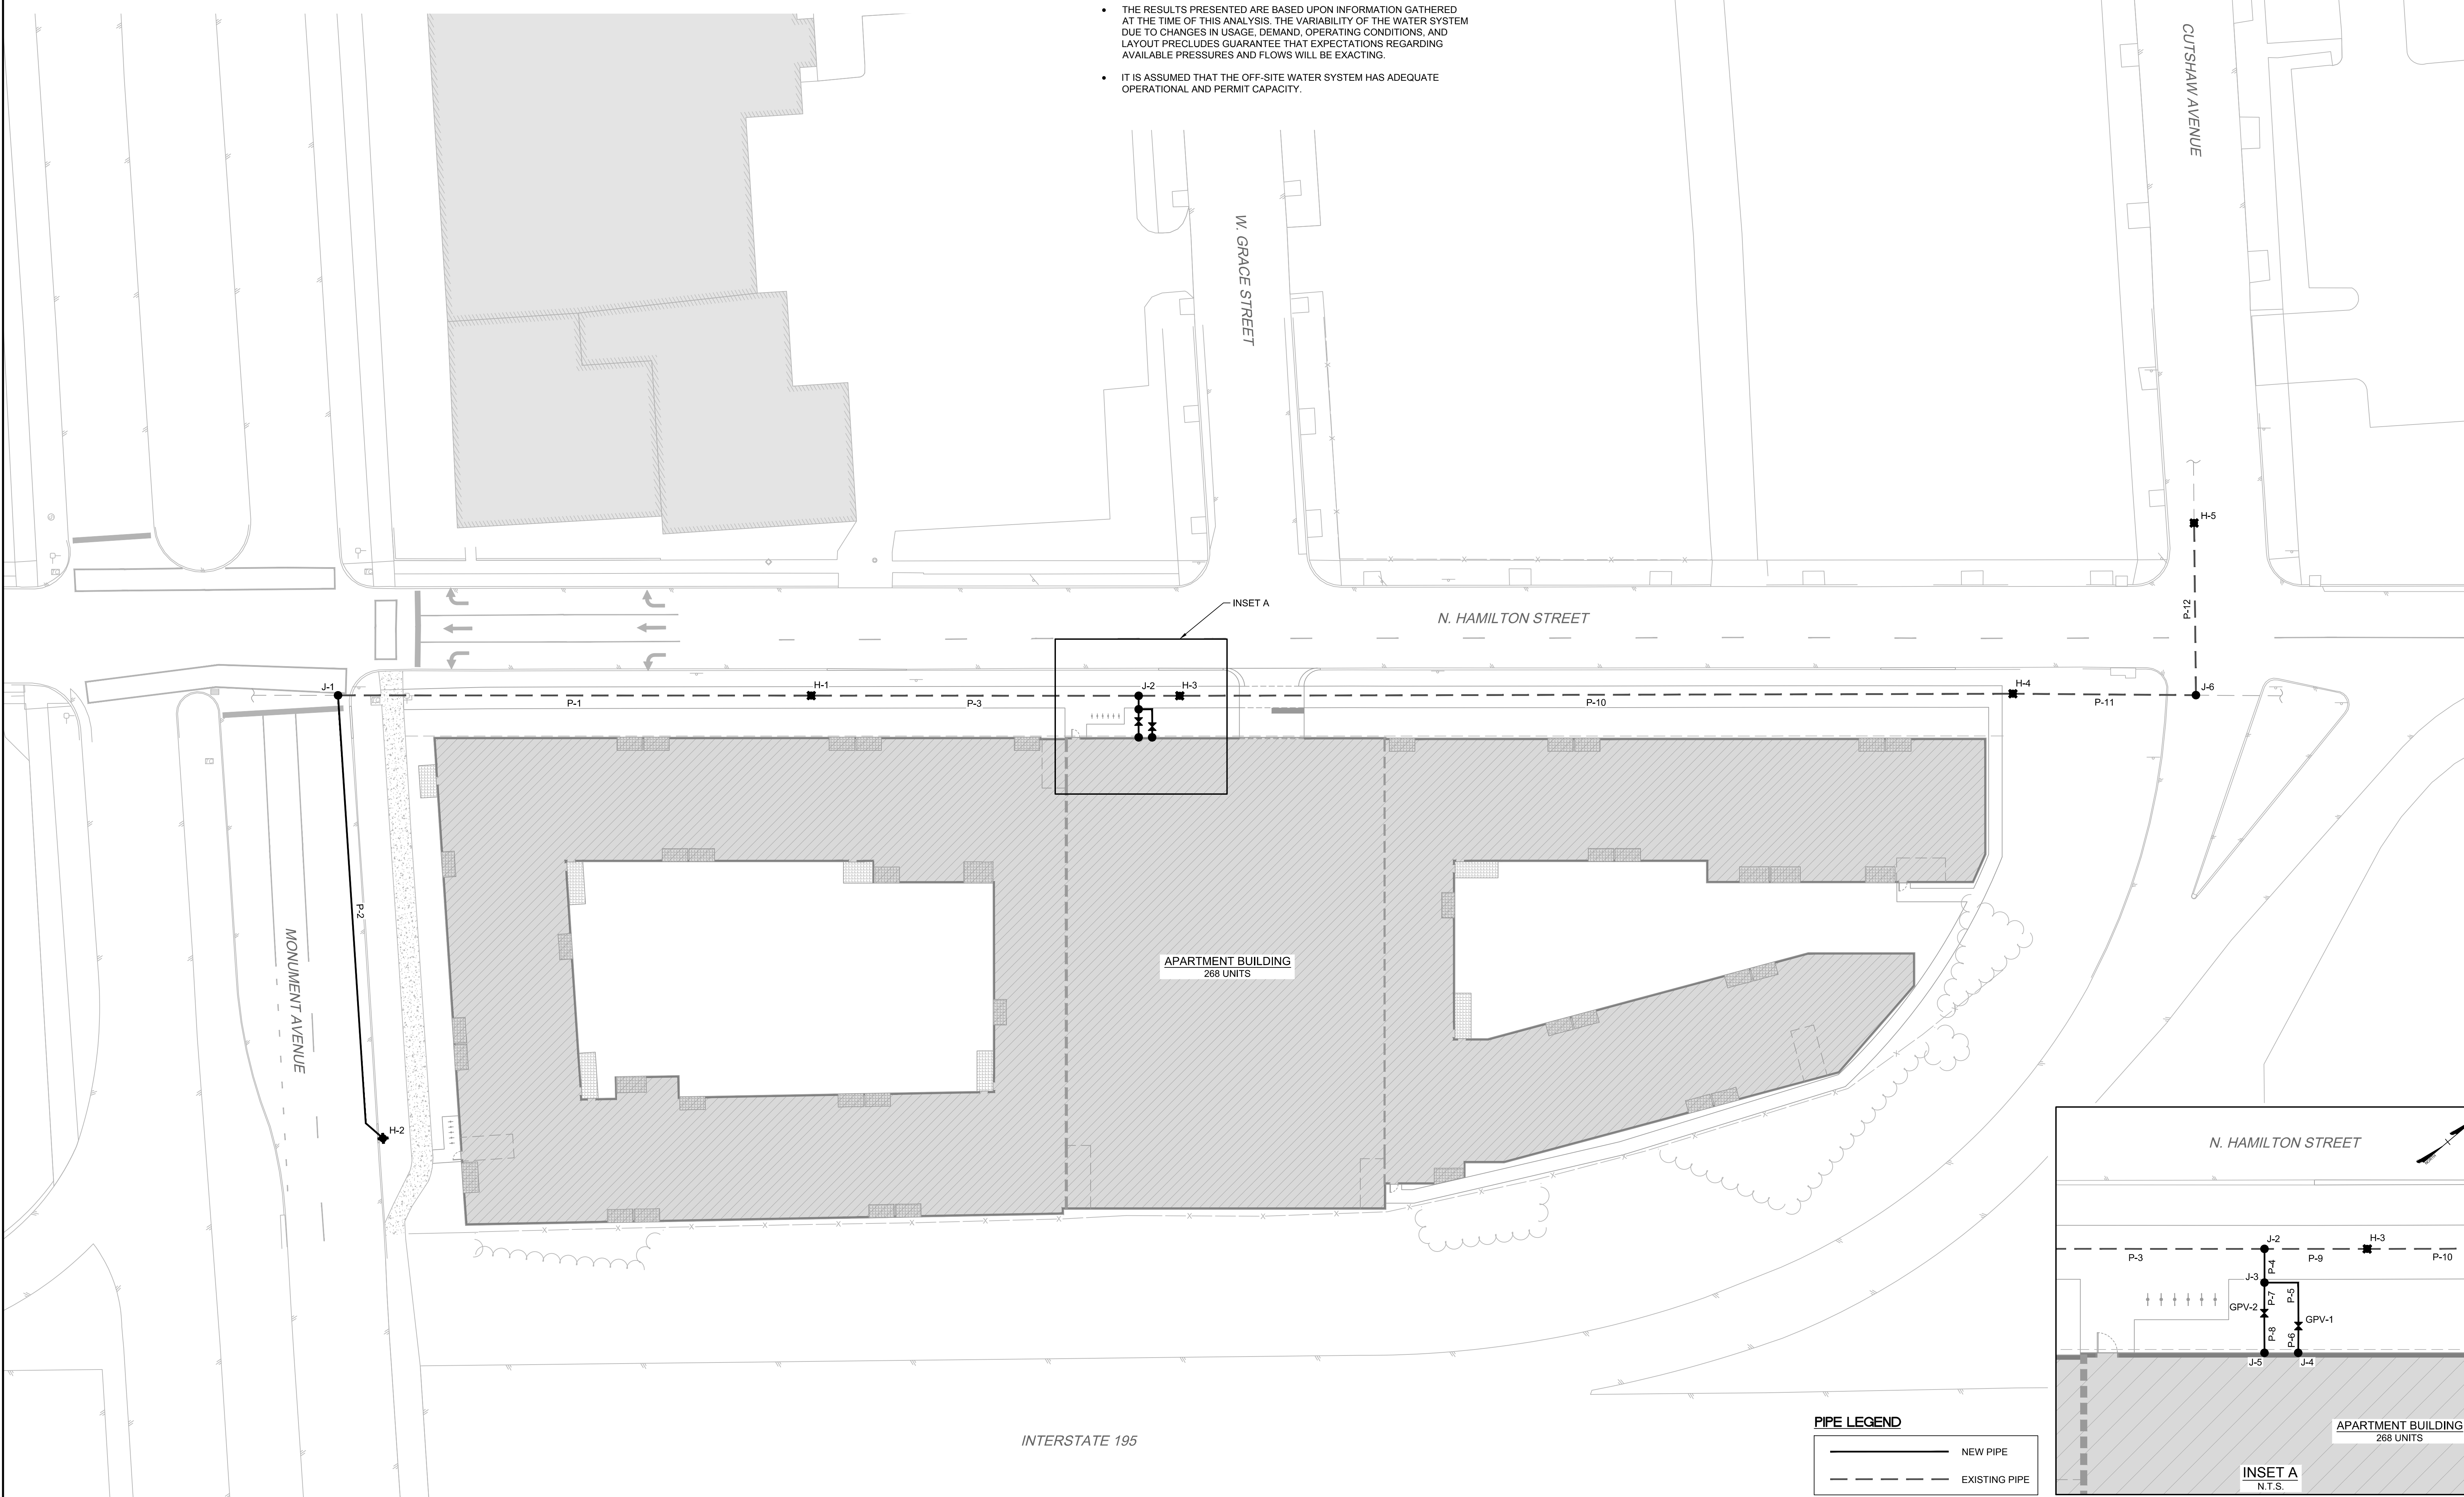 • THE RESULTS PRESENTED ARE BASED UPON INFORMATION GATHERED
AT THE TIME OF THIS ANALYSIS. THE VARIABILITY OF THE WATER SYSTEM
DUE TO CHANGES IN USAGE, DEMAND, OPERATING CONDITIONS, AND
LAYOUT PRECLUDES GUARANTEE THAT EXPECTATIONS REGARDING
AVAILABLE PRESSURES AND FLOWS WILL BE EXACTING.
• IT IS ASSUMED THAT THE OFF-SITE WATER SYSTEM HAS ADEQUATE
OPERATIONAL AND PERMIT CAPACITY.
CUTSHAW AVENUE
W. GRACE STREET
H-5
P-12
INSET A
N. HAMILTON STREET
J-1
H-1
J-2
H-3
H-4
J-6
P-1
P-3
P-10
P-11
P-2
MONUMENT AVENUE
H-2
APARTMENT BUILDING
268 UNITS
INTERSTATE 195
PIPE LEGEND
NEW PIPE
EXISTING PIPE
N. HAMILTON STREET
J-2
H-3
P-3
P-9
P-10
P-4
J-3
P-7
P-5
GPV-2
GPV-1
P-8
P-6
J-5
J-4
APARTMENT BUILDING
268 UNITS
INSET A
N.T.S.